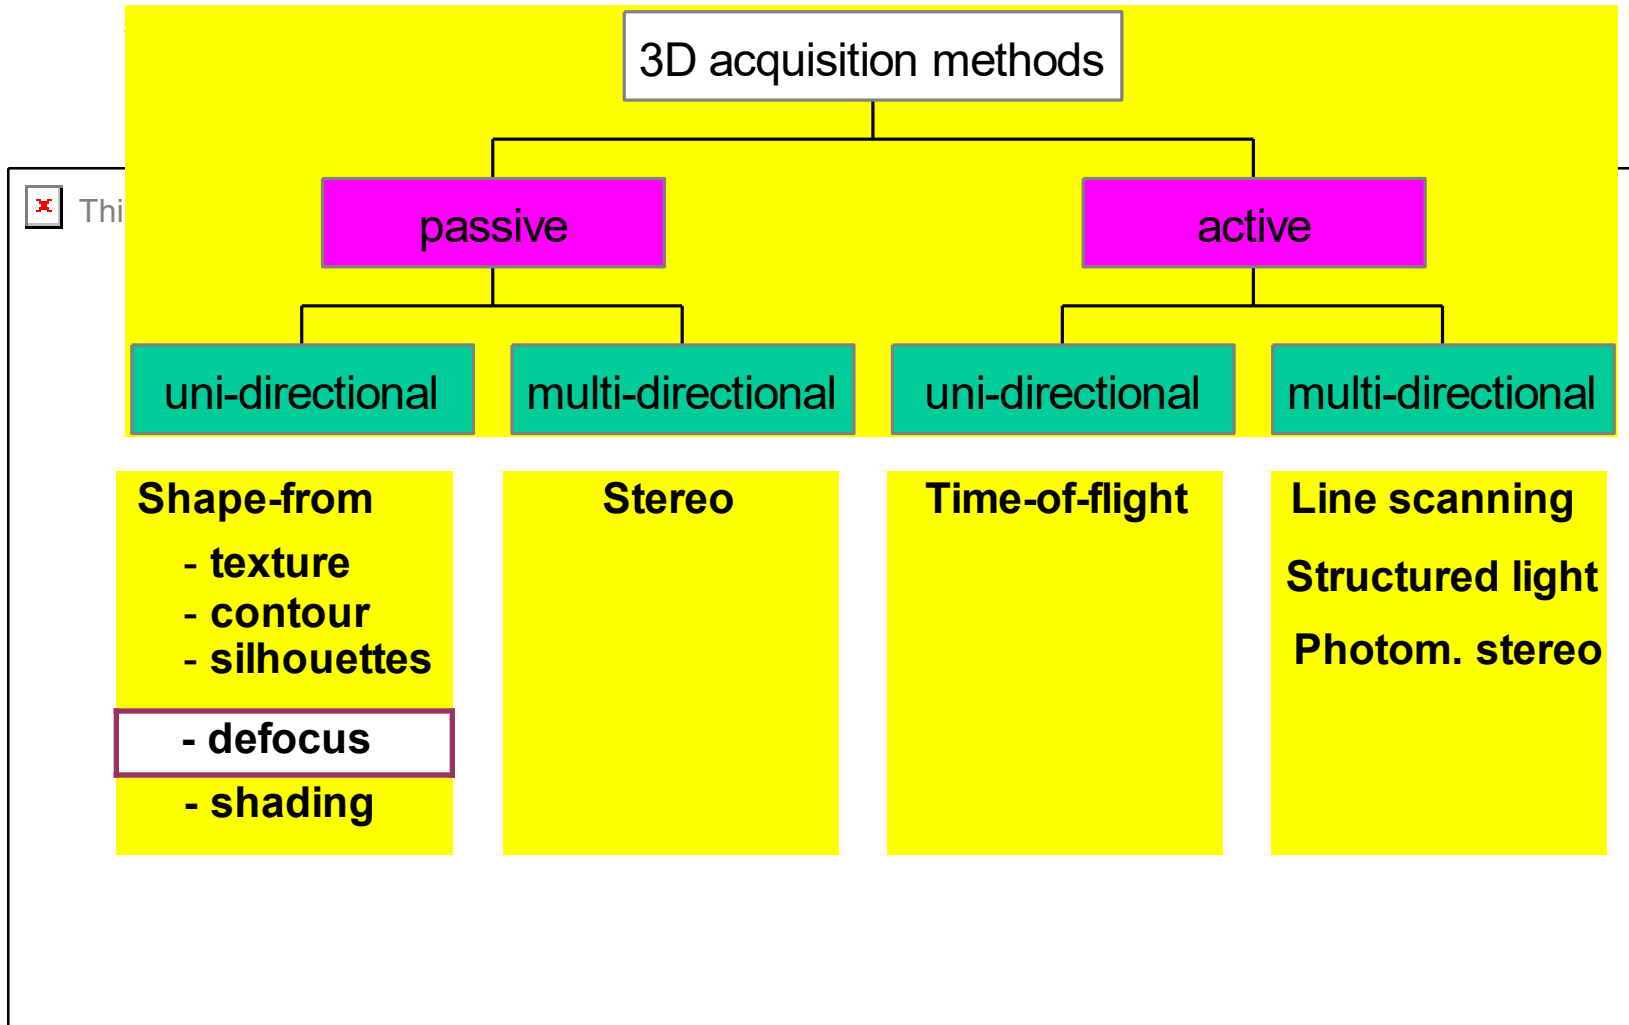 3D acquisition methods
Thi
passive
active
uni-directional
multi-directional
uni-directional
multi-directional
Shape-from
- texture
- contour
- silhouettes
- defocus
- shading
Stereo
Time-of-flight
Line scanning
Structured light
Photom. stereo